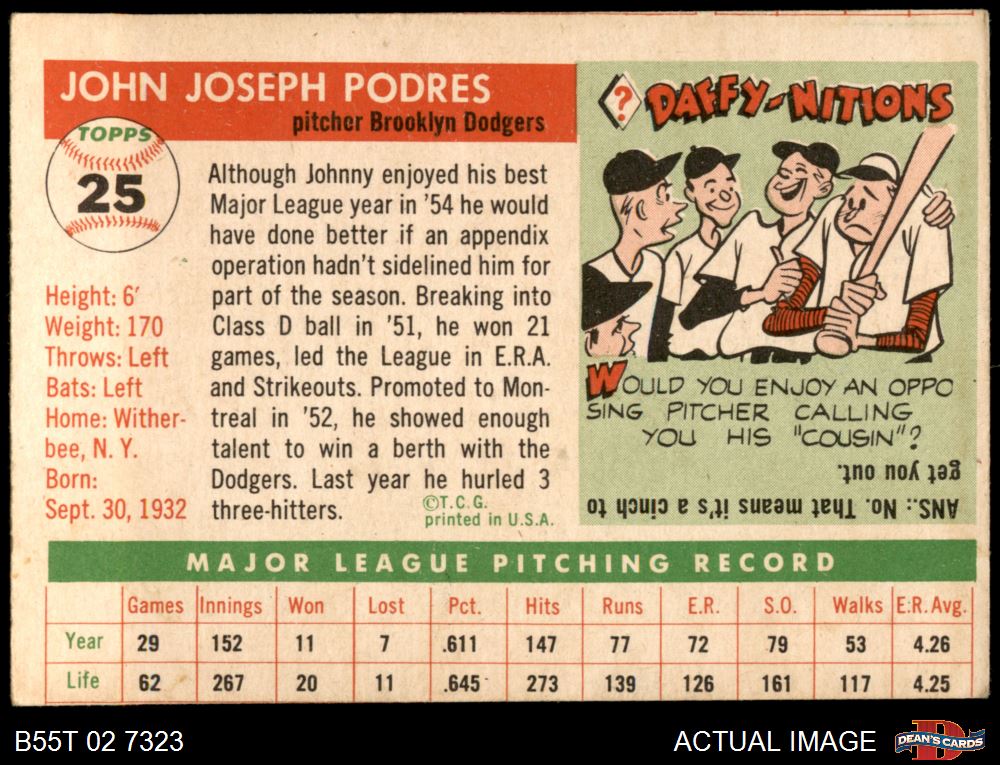 JOHN JOSEPH PODRES
pitcher Brooklyn Dodgers
TOPPS
25
Height: 6'
Weight: 170
Throws: Left
Bats: Left
Home: Wither-
bee, N. Y.
Born:
Sept. 30, 1932
Although Johnny enjoyed his best
Major League year in '54 he would
have done better if an appendix
operation hadn't sidelined him for
part of the season. Breaking into
Class D ball in '51, he won 21
games, led the League in E.R.A.
and Strikeouts. Promoted to Mon-
treal in '52, he showed enough
talent to win a berth with the
Dodgers. Last year he hurled 3
three-hitters.
©T.C.G.
printed in U.S.A.
? DAFFY-NITIONS
WOULD YOU ENJOY AN OPPO
SING PITCHER CALLING
YOU HIS "COUSIN"?
ANS.: No. That means it's a cinch to
get you out.
MAJOR LEAGUE PITCHING RECORD
Games Innings Won Lost Pct. Hits Runs E.R. S.O. Walks E.R. Avg.
Year 29 152 11 7 .611 147 77 72 79 53 4.26
Life 62 267 20 11 .645 273 139 126 161 117 4.25
B55T 02 7323
ACTUAL IMAGE
DEAN'S CARDS